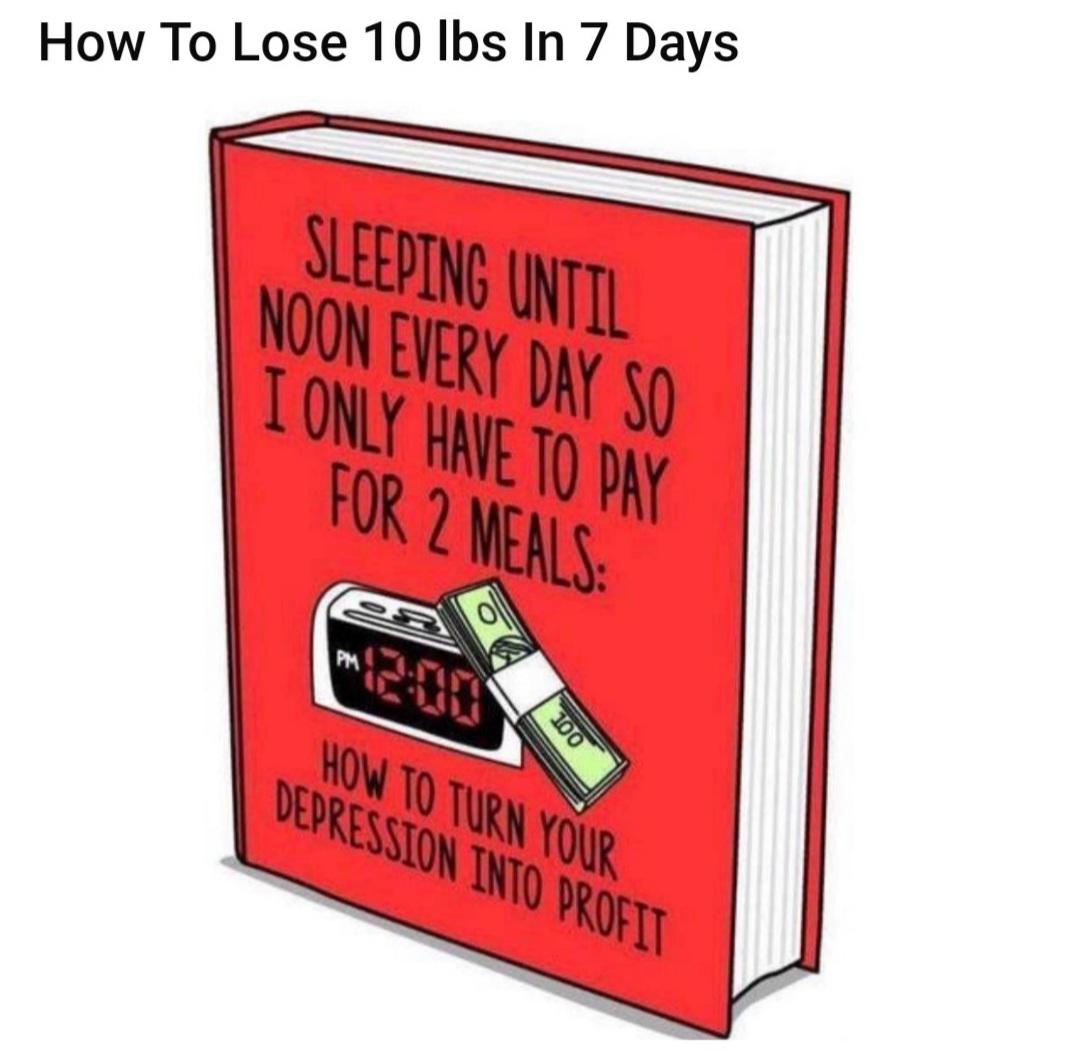 How To Lose 10 lbs In 7 Days
SLEEPING UNTIL
NOON EVERY DAY SO
I ONLY HAVE TO PAY
FOR 2 MEALS:
PM 12:00
100
HOW TO TURN YOUR
DEPRESSION INTO PROFIT